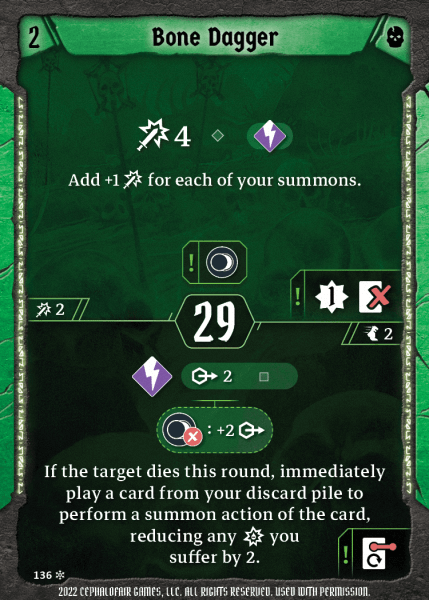 2 Bone Dagger
4
Add +1 for each of your summons.
! ! 1
2 29 2
2
: +2
If the target dies this round, immediately
play a card from your discard pile to
perform a summon action of the card,
reducing any you
suffer by 2.
!
136
2022 CEPHALOFAIR GAMES, LLC. ALL RIGHTS RESERVED. USED WITH PERMISSION.